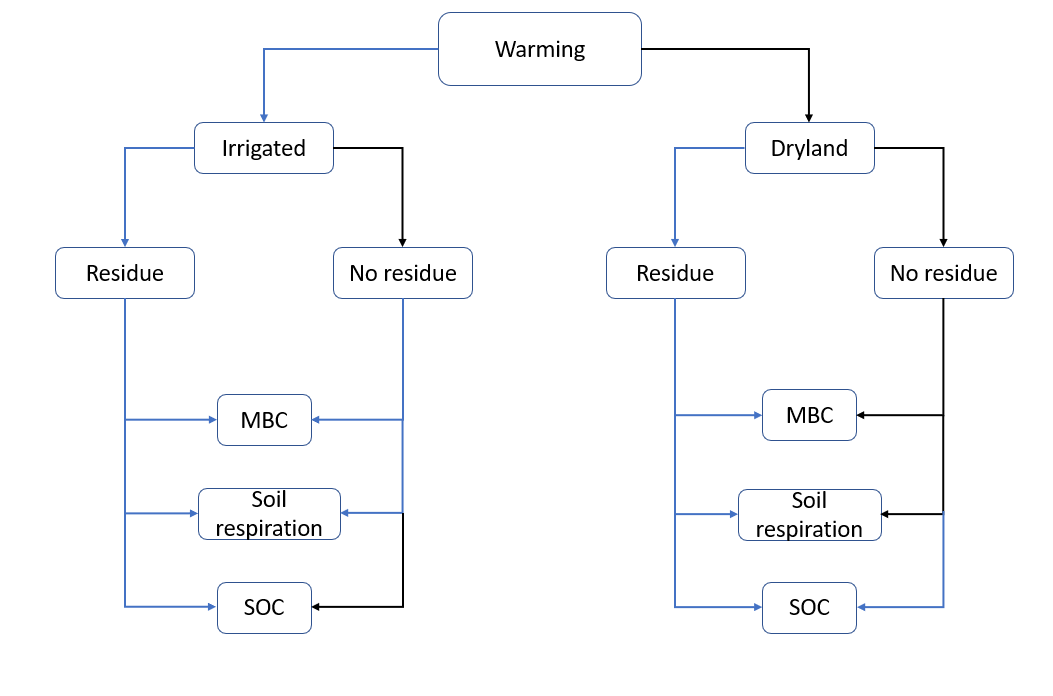 Warming
Irrigated
Dryland
Residue
No residue
Residue
No residue
MBC
MBC
Soil
respiration
Soil
respiration
SOC
SOC